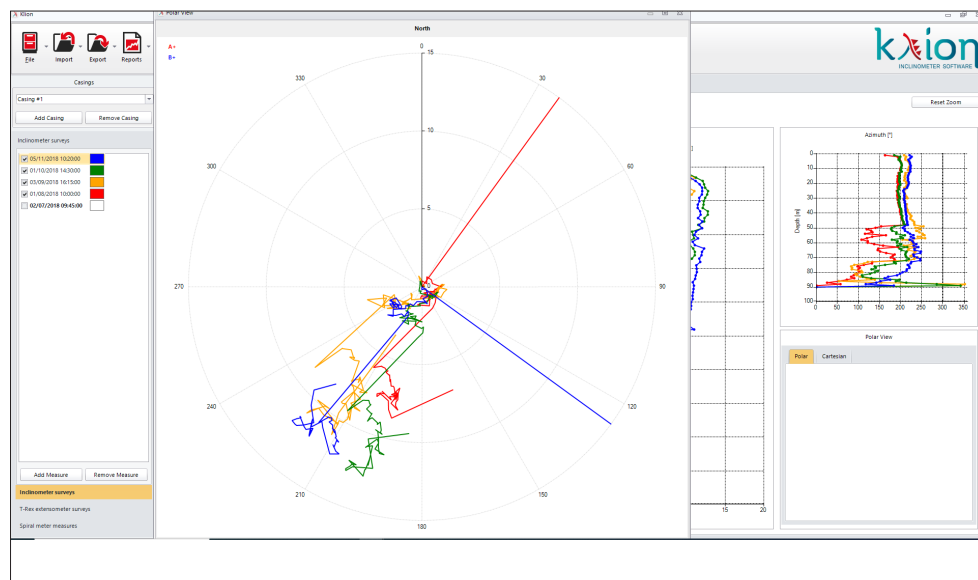 Klion
Polar View
File
Import
Export
Reports
North
A+
B+
klion
INCLINOMETER SOFTWARE
Casings
Casing #1
Add Casing
Remove Casing
Reset Zoom
Inclinometer surveys
05/11/2018 10:20:00
01/10/2018 14:30:00
03/09/2018 16:15:00
01/08/2018 10:00:00
02/07/2018 09:45:00
0
30
60
90
120
150
180
210
240
270
300
330
15
10
5
0
Azimuth [°]
Depth [m]
0
10
20
30
40
50
60
70
80
90
100
0
50
100
150
200
250
300
350
15
20
Polar View
Polar
Cartesian
Add Measure
Remove Measure
Inclinometer surveys
T-Rex extensometer surveys
Spiral meter measures